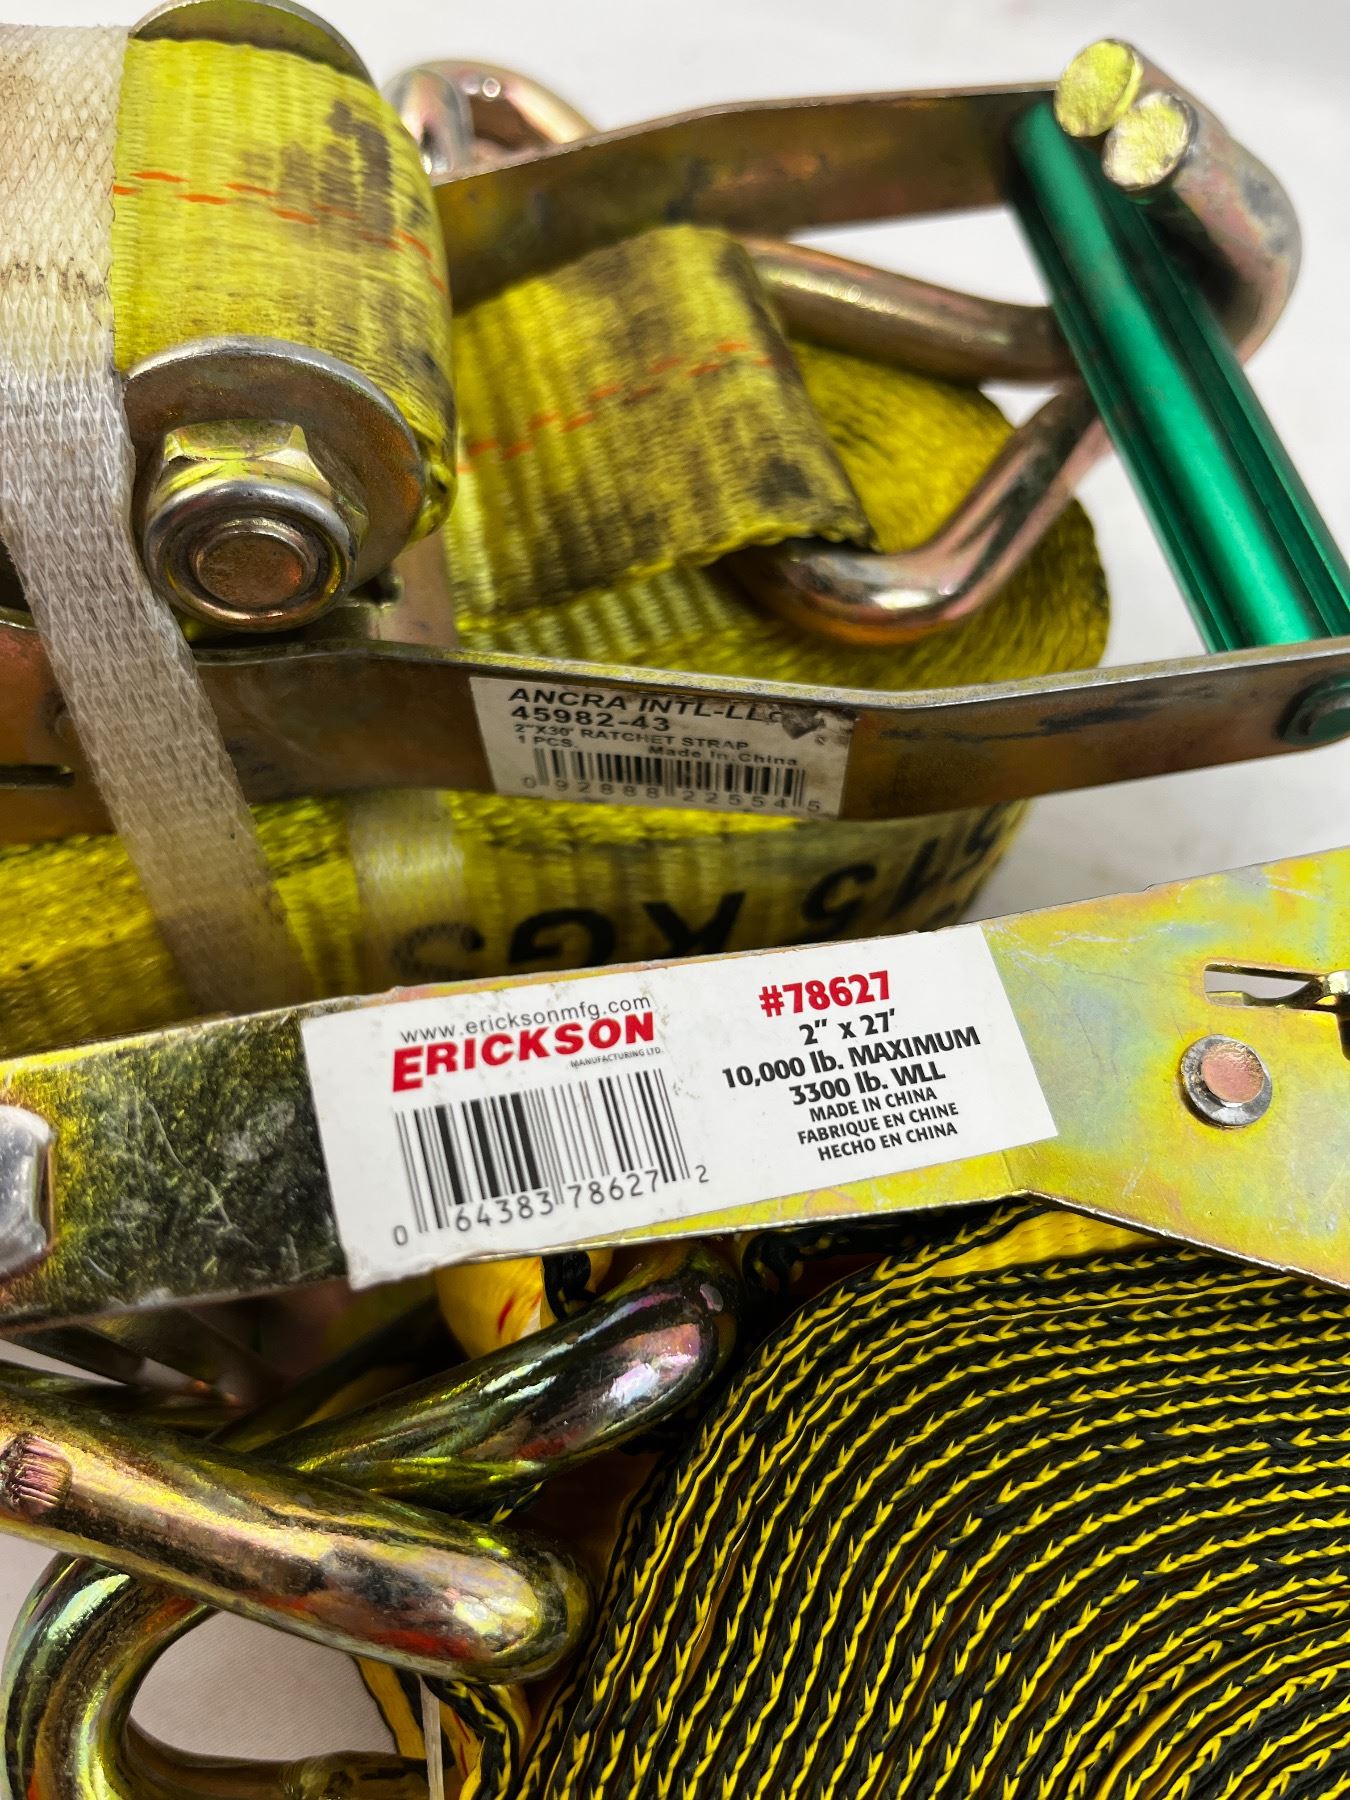 ANCRA INTL-LLC
45982-43
2"X30' RATCHET STRAP
1 PCS. Made in China
0 92888 22554 5
515 KGS
www.ericksonmfg.com
ERICKSON
MANUFACTURING LTD.
0 64383 78627 2
#78627
2" x 27'
10,000 lb. MAXIMUM
3300 lb. WLL
MADE IN CHINA
FABRIQUE EN CHINE
HECHO EN CHINA